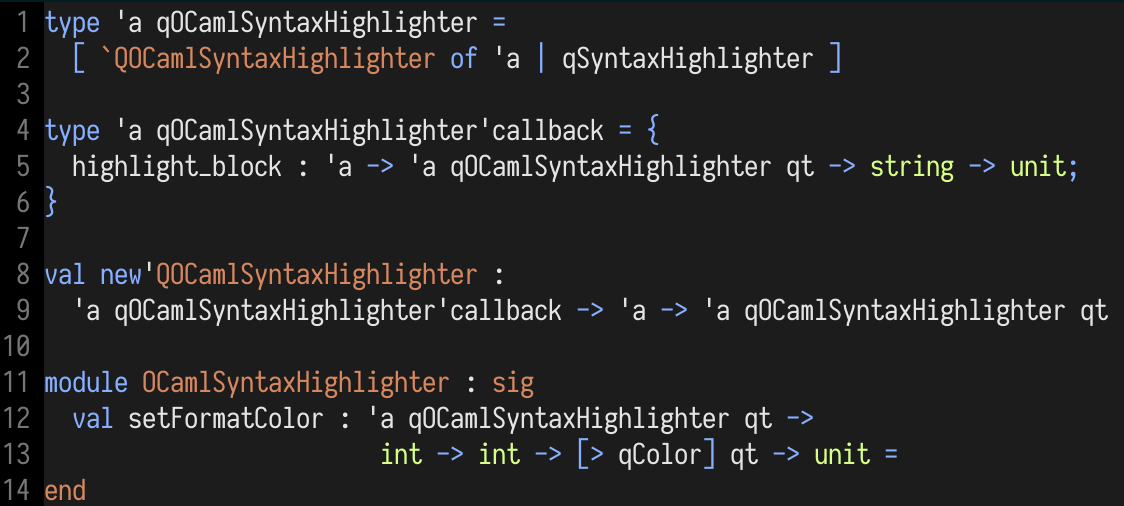 1 type 'a qOCamlSyntaxHighlighter =
2   [ `QOCamlSyntaxHighlighter of 'a | qSyntaxHighlighter ]
3
4 type 'a qOCamlSyntaxHighlighter'callback = {
5   highlight_block : 'a -> 'a qOCamlSyntaxHighlighter qt -> string -> unit;
6 }
7
8 val new'QOCamlSyntaxHighlighter :
9   'a qOCamlSyntaxHighlighter'callback -> 'a -> 'a qOCamlSyntaxHighlighter qt
10
11 module OCamlSyntaxHighlighter : sig
12   val setFormatColor : 'a qOCamlSyntaxHighlighter qt ->
13                         int -> int -> [> qColor] qt -> unit =
14 end